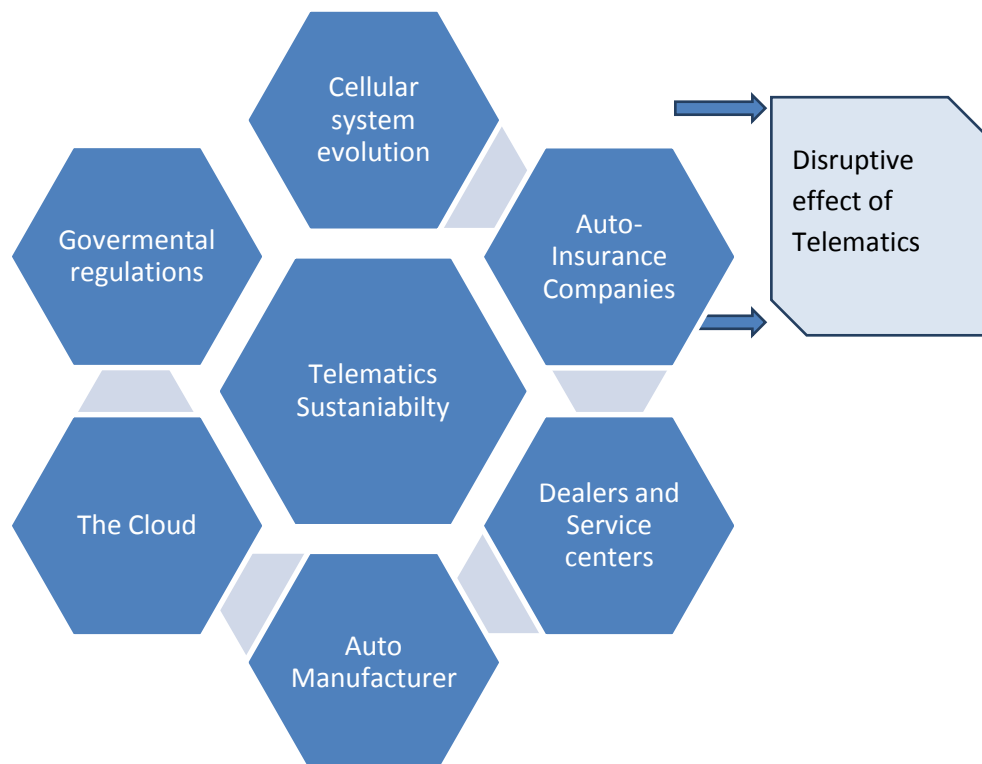 Cellular
system
evolution
Govermental
regulations
Auto-
Insurance
Companies
Disruptive
effect of
Telematics
Telematics
Sustaniabilty
The Cloud
Dealers and
Service
centers
Auto
Manufacturer